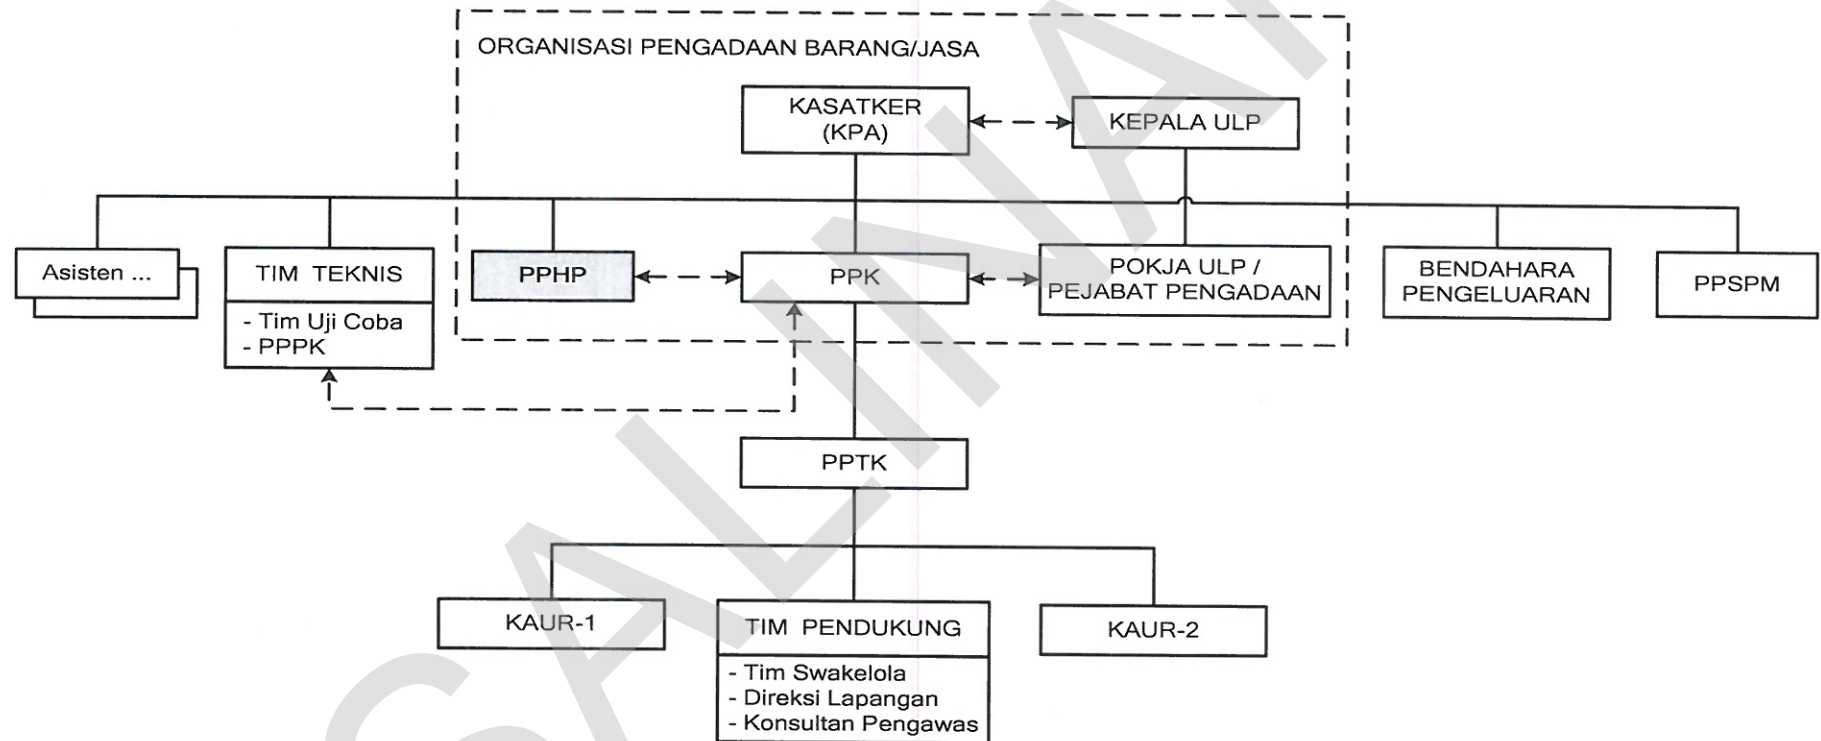 ORGANISASI PENGADAAN BARANG/JASA
KASATKER
(KPA)
KEPALA ULP
Asisten ...
TIM TEKNIS
- Tim Uji Coba
- PPPK
PPHP
PPK
POKJA ULP /
PEJABAT PENGADAAN
BENDAHARA
PENGELUARAN
PPSPM
PPTK
KAUR-1
TIM PENDUKUNG
- Tim Swakelola
- Direksi Lapangan
- Konsultan Pengawas
KAUR-2
SALINAN